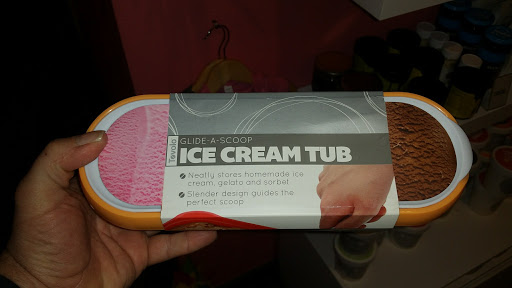 Tovolo
GLIDE-A-SCOOP
ICE CREAM TUB
Neatly stores homemade ice
cream, gelato and sorbet
Slender design guides the
perfect scoop